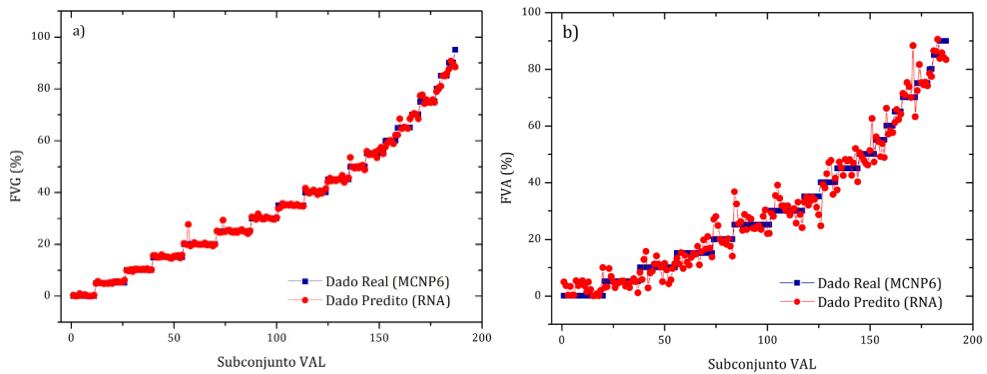 a)
FVG (%)
100
80
60
40
20
0
0 50 100 150 200
Subconjunto VAL
Dado Real (MCNP6)
Dado Predito (RNA)
b)
FVA (%)
100
80
60
40
20
0
0 50 100 150 200
Subconjunto VAL
Dado Real (MCNP6)
Dado Predito (RNA)